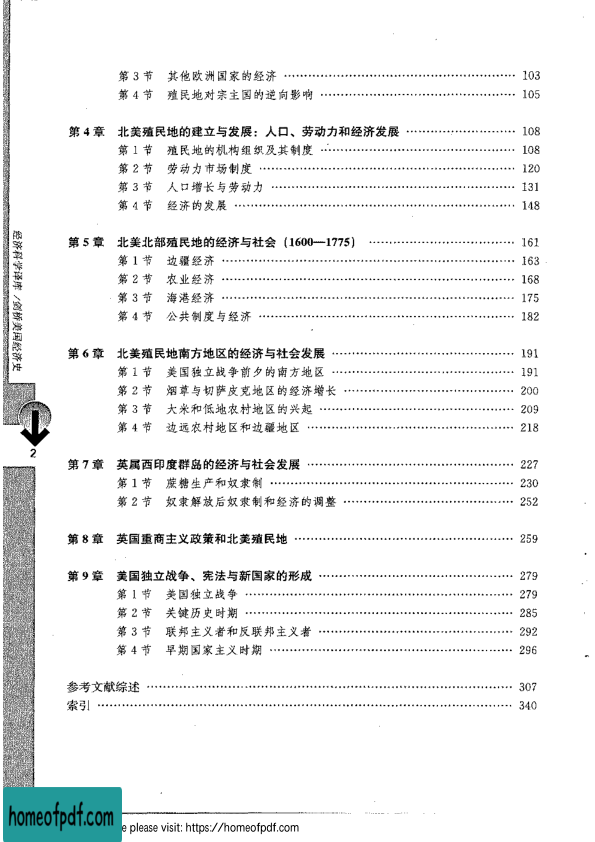 第3节 其他欧洲国家的经济 …… 103
第4节 殖民地对宗主国的逆向影响 …… 105
第4章 北美殖民地的建立与发展：人口、劳动力和经济发展 …… 108
第1节 殖民地的机构组织及其制度 …… 108
第2节 劳动力市场制度 …… 120
第3节 人口增长与劳动力 …… 131
第4节 经济的发展 …… 148
第5章 北美北部殖民地的经济与社会（1600—1775） …… 161
第1节 边疆经济 …… 163
第2节 农业经济 …… 168
第3节 海港经济 …… 175
第4节 公共制度与经济 …… 182
第6章 北美殖民地南方地区的经济与社会发展 …… 191
第1节 美国独立战争前夕的南方地区 …… 191
第2节 烟草与切萨皮克地区的经济增长 …… 200
第3节 大米和低地农村地区的兴起 …… 209
第4节 边远农村地区和边疆地区 …… 218
第7章 英属西印度群岛的经济与社会发展 …… 227
第1节 蔗糖生产和奴隶制 …… 230
第2节 奴隶解放后奴隶制和经济的调整 …… 252
第8章 英国重商主义政策和北美殖民地 …… 259
第9章 美国独立战争、宪法与新国家的形成 …… 279
第1节 美国独立战争 …… 279
第2节 关键历史时期 …… 285
第3节 联邦主义者和反联邦主义者 …… 292
第4节 早期国家主义时期 …… 296
参考文献综述 …… 307
索引 …… 340
经济科学译库／剑桥美国经济史
2
homeofpdf.com
e please visit: https://homeofpdf.com